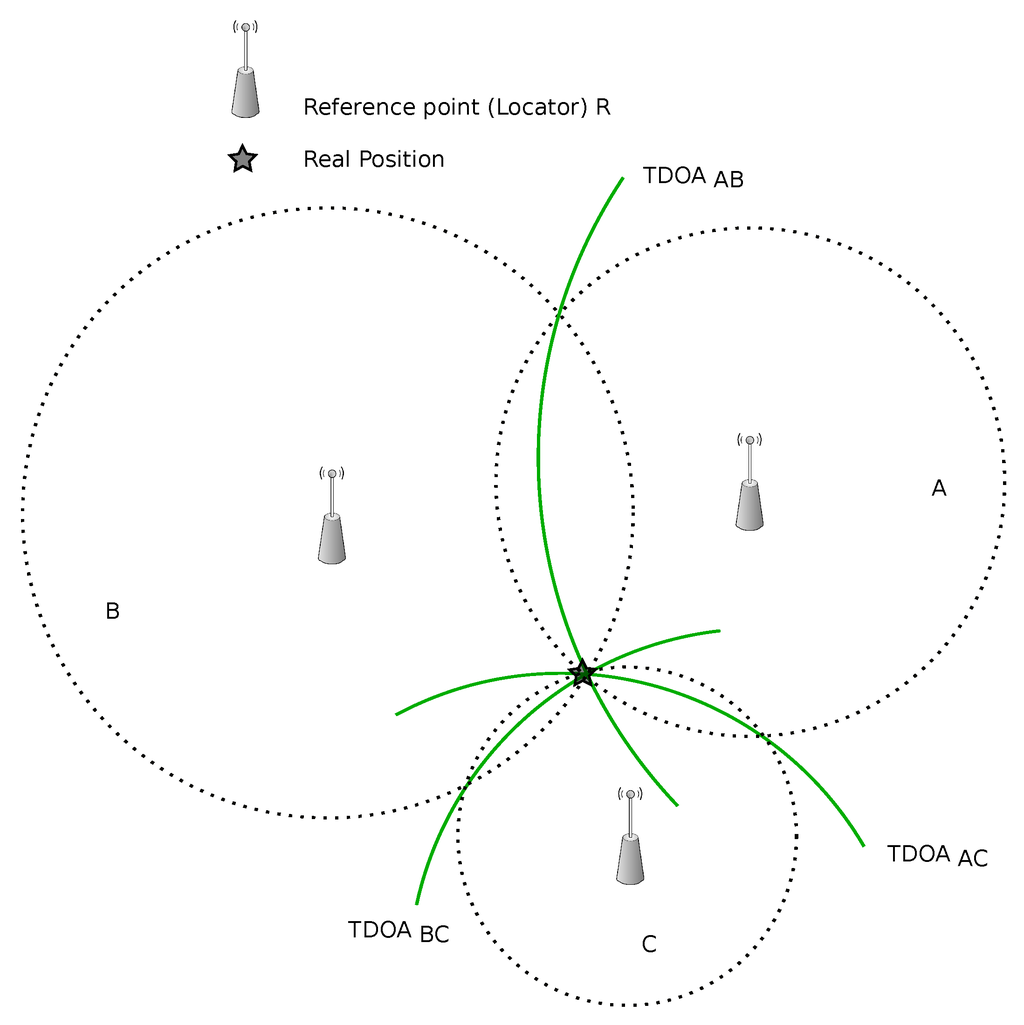 Reference point (Locator) R
Real Position
TDOA AB
A
B
TDOA AC
TDOA BC
C